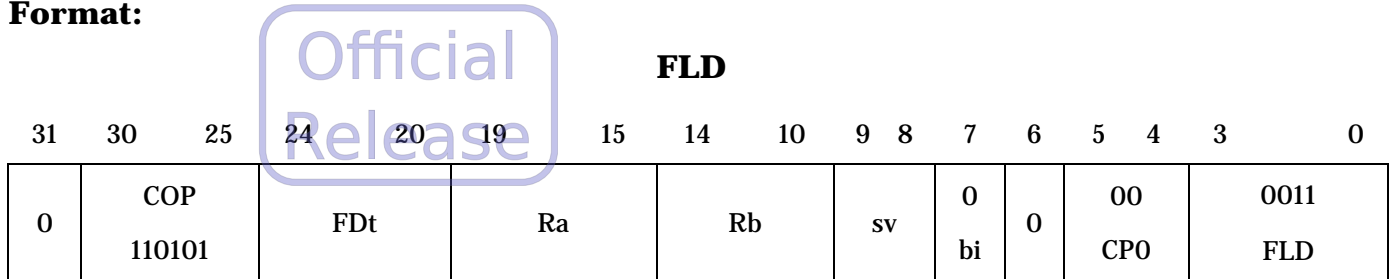 Format:
Official
Release
FLD
31 30 25 24 20 19 15 14 10 9 8 7 6 5 4 3 0
0 COP 110101 FDt Ra Rb sv 0 bi 0 00 CP0 0011 FLD